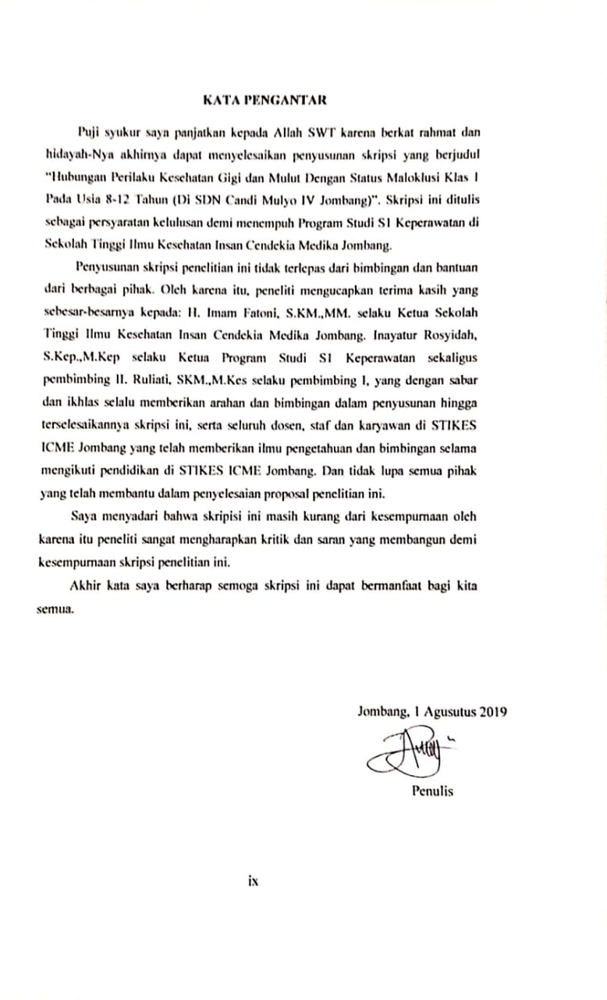 KATA PENGANTAR
Puji syukur saya panjatkan kepada Allah SWT karena berkat rahmat dan
hidayah-Nya akhirnya dapat menyelesaikan penyusunan skripsi yang berjudul
"Hubungan Perilaku Kesehatan Gigi dan Mulut Dengan Status Maloklusi Klas I
Pada Usia 8-12 Tahun (Di SDN Candi Mulyo IV Jombang)". Skripsi ini ditulis
sebagai persyaratan kelulusan demi menempuh Program Studi S1 Keperawatan di
Sekolah Tinggi Ilmu Kesehatan Insan Cendekia Medika Jombang.
Penyusunan skripsi penelitian ini tidak terlepas dari bimbingan dan bantuan
dari berbagai pihak. Oleh karena itu, peneliti mengucapkan terima kasih yang
sebesar-besarnya kepada: H. Imam Fatoni, S.KM.,MM. selaku Ketua Sekolah
Tinggi Ilmu Kesehatan Insan Cendekia Medika Jombang. Inayatur Rosyidah,
S.Kep.,M.Kep selaku Ketua Program Studi S1 Keperawatan sekaligus
pembimbing II. Ruliati, SKM.,M.Kes selaku pembimbing I, yang dengan sabar
dan ikhlas selalu memberikan arahan dan bimbingan dalam penyusunan hingga
terselesaikannya skripsi ini, serta seluruh dosen, staf dan karyawan di STIKES
ICME Jombang yang telah memberikan ilmu pengetahuan dan bimbingan selama
mengikuti pendidikan di STIKES ICME Jombang. Dan tidak lupa semua pihak
yang telah membantu dalam penyelesaian proposal penelitian ini.
Saya menyadari bahwa skripisi ini masih kurang dari kesempurnaan oleh
karena itu peneliti sangat mengharapkan kritik dan saran yang membangun demi
kesempurnaan skripsi penelitian ini.
Akhir kata saya berharap semoga skripsi ini dapat bermanfaat bagi kita
semua.
Jombang, 1 Agusutus 2019
Penulis
ix